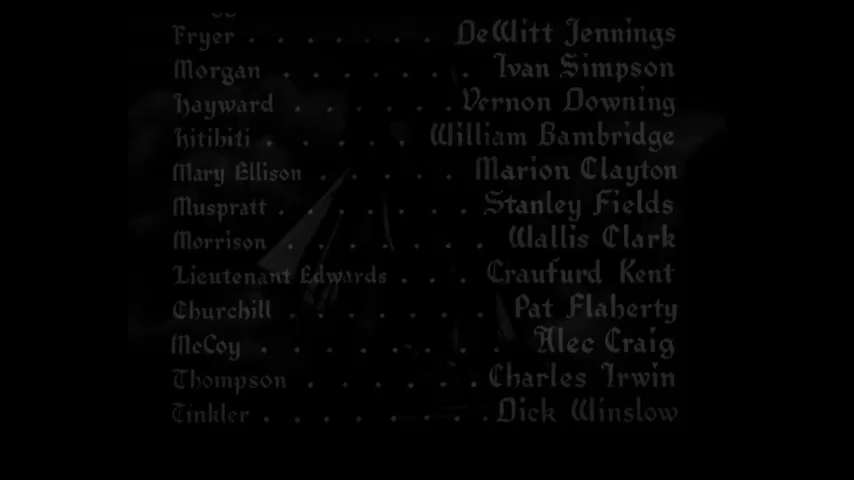 Fryer . . . . . . . DeWitt Jennings
Morgan . . . . . . . Ivan Simpson
Hayward . . . . . . Vernon Downing
Hitihiti . . . . . William Bambridge
Mary Ellison . . . . . Marion Clayton
Muspratt . . . . . . Stanley Fields
Morrison . . . . . . . Wallis Clark
Lieutenant Edwards . . . Craufurd Kent
Churchill . . . . . . . Pat Flaherty
McCoy . . . . . . . . Alec Craig
Thompson . . . . . . Charles Irwin
Tinkler . . . . . . . . Dick Winslow